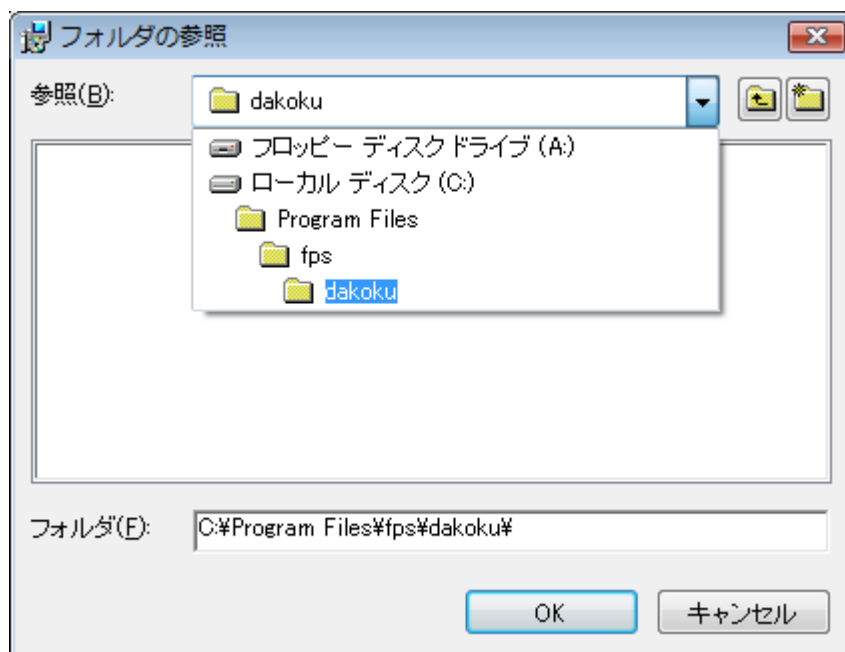 フォルダの参照
参照(B):
dakoku
フロッピー ディスク ドライブ (A:)
ローカル ディスク (C:)
Program Files
fps
dakoku
フォルダ(F):
C:¥Program Files¥fps¥dakoku¥
OK
キャンセル